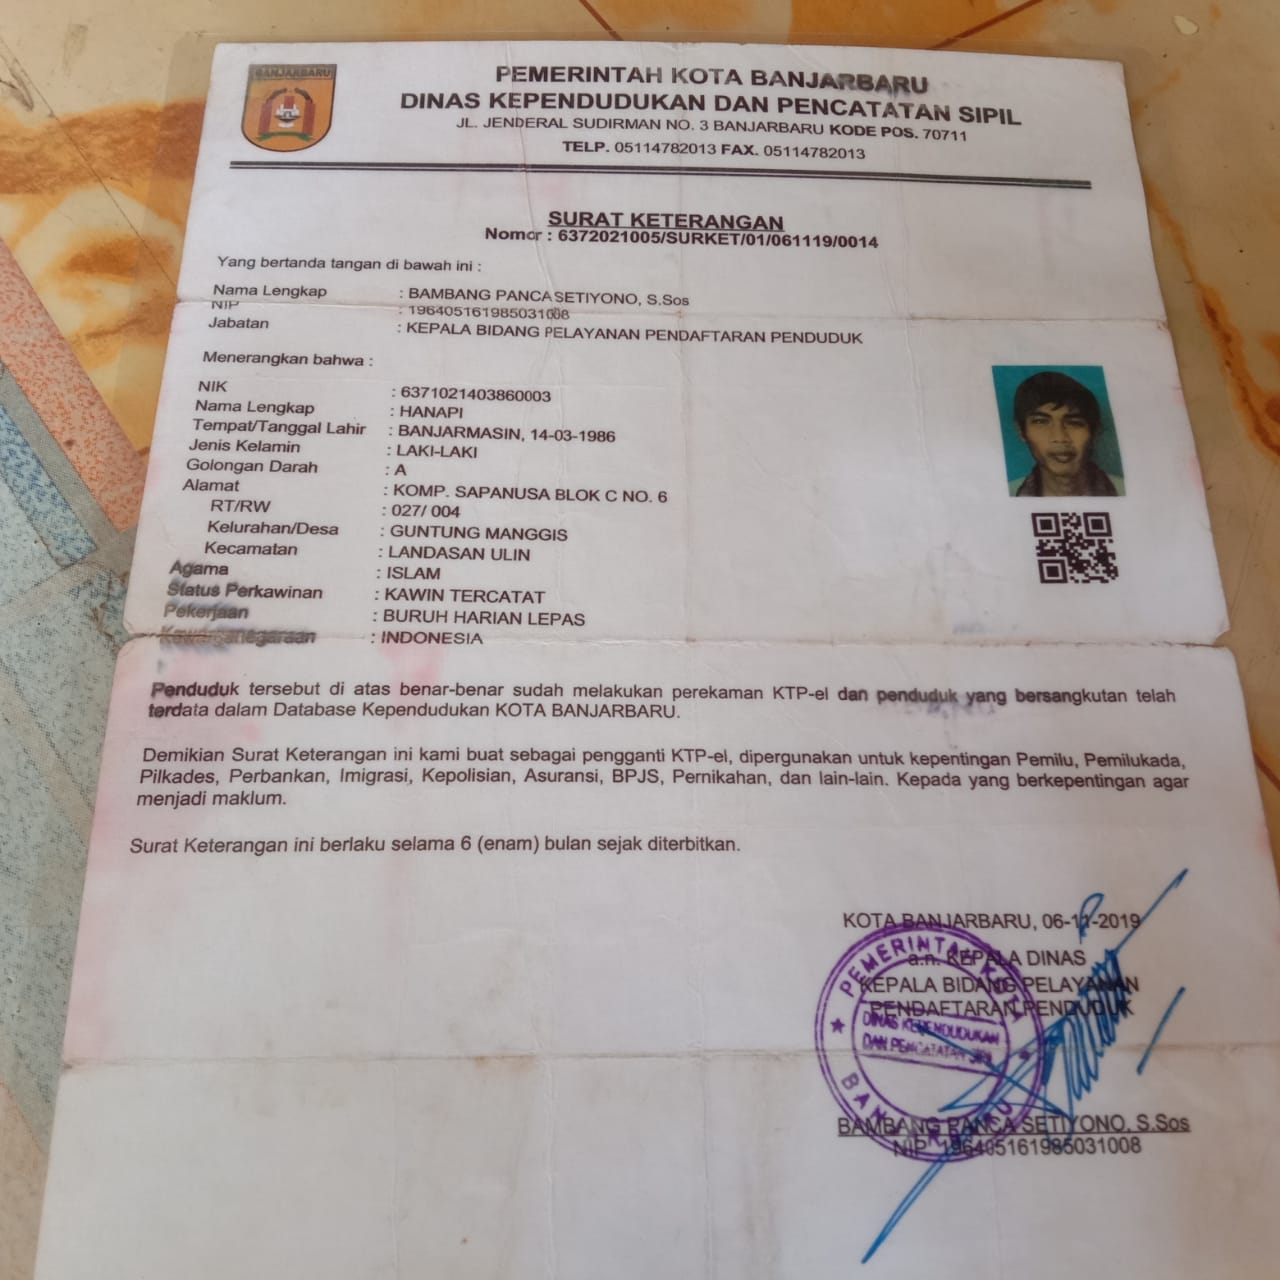 BANJARBARU
PEMERINTAH KOTA BANJARBARU
DINAS KEPENDUDUKAN DAN PENCATATAN SIPIL
JL. JENDERAL SUDIRMAN NO. 3 BANJARBARU KODE POS. 70711
TELP. 05114782013 FAX. 05114782013
SURAT KETERANGAN
Nomor : 6372021005/SURKET/01/061119/0014
Yang bertanda tangan di bawah ini :
Nama Lengkap : BAMBANG PANCA SETIYONO, S.Sos
NIP : 196405161985031008
Jabatan : KEPALA BIDANG PELAYANAN PENDAFTARAN PENDUDUK
Menerangkan bahwa :
NIK : 6371021403860003
Nama Lengkap : HANAPI
Tempat/Tanggal Lahir : BANJARMASIN, 14-03-1986
Jenis Kelamin : LAKI-LAKI
Golongan Darah : A
Alamat : KOMP. SAPANUSA BLOK C NO. 6
RT/RW : 027/ 004
Kelurahan/Desa : GUNTUNG MANGGIS
Kecamatan : LANDASAN ULIN
Agama : ISLAM
Status Perkawinan : KAWIN TERCATAT
Pekerjaan : BURUH HARIAN LEPAS
Kewarganegaraan : INDONESIA
Penduduk tersebut di atas benar-benar sudah melakukan perekaman KTP-el dan penduduk yang bersangkutan telah
terdata dalam Database Kependudukan KOTA BANJARBARU.
Demikian Surat Keterangan ini kami buat sebagai pengganti KTP-el, dipergunakan untuk kepentingan Pemilu, Pemilukada,
Pilkades, Perbankan, Imigrasi, Kepolisian, Asuransi, BPJS, Pernikahan, dan lain-lain. Kepada yang berkepentingan agar
menjadi maklum.
Surat Keterangan ini berlaku selama 6 (enam) bulan sejak diterbitkan.
KOTA BANJARBARU, 06-11-2019
a.n. KEPALA DINAS
KEPALA BIDANG PELAYANAN
PENDAFTARAN PENDUDUK
PEMERINTAH KOTA
DINAS KEPENDUDUKAN
DAN PENCATATAN SIPIL
BANJARBARU
BAMBANG PANCA SETIYONO, S.Sos
NIP. 196405161985031008